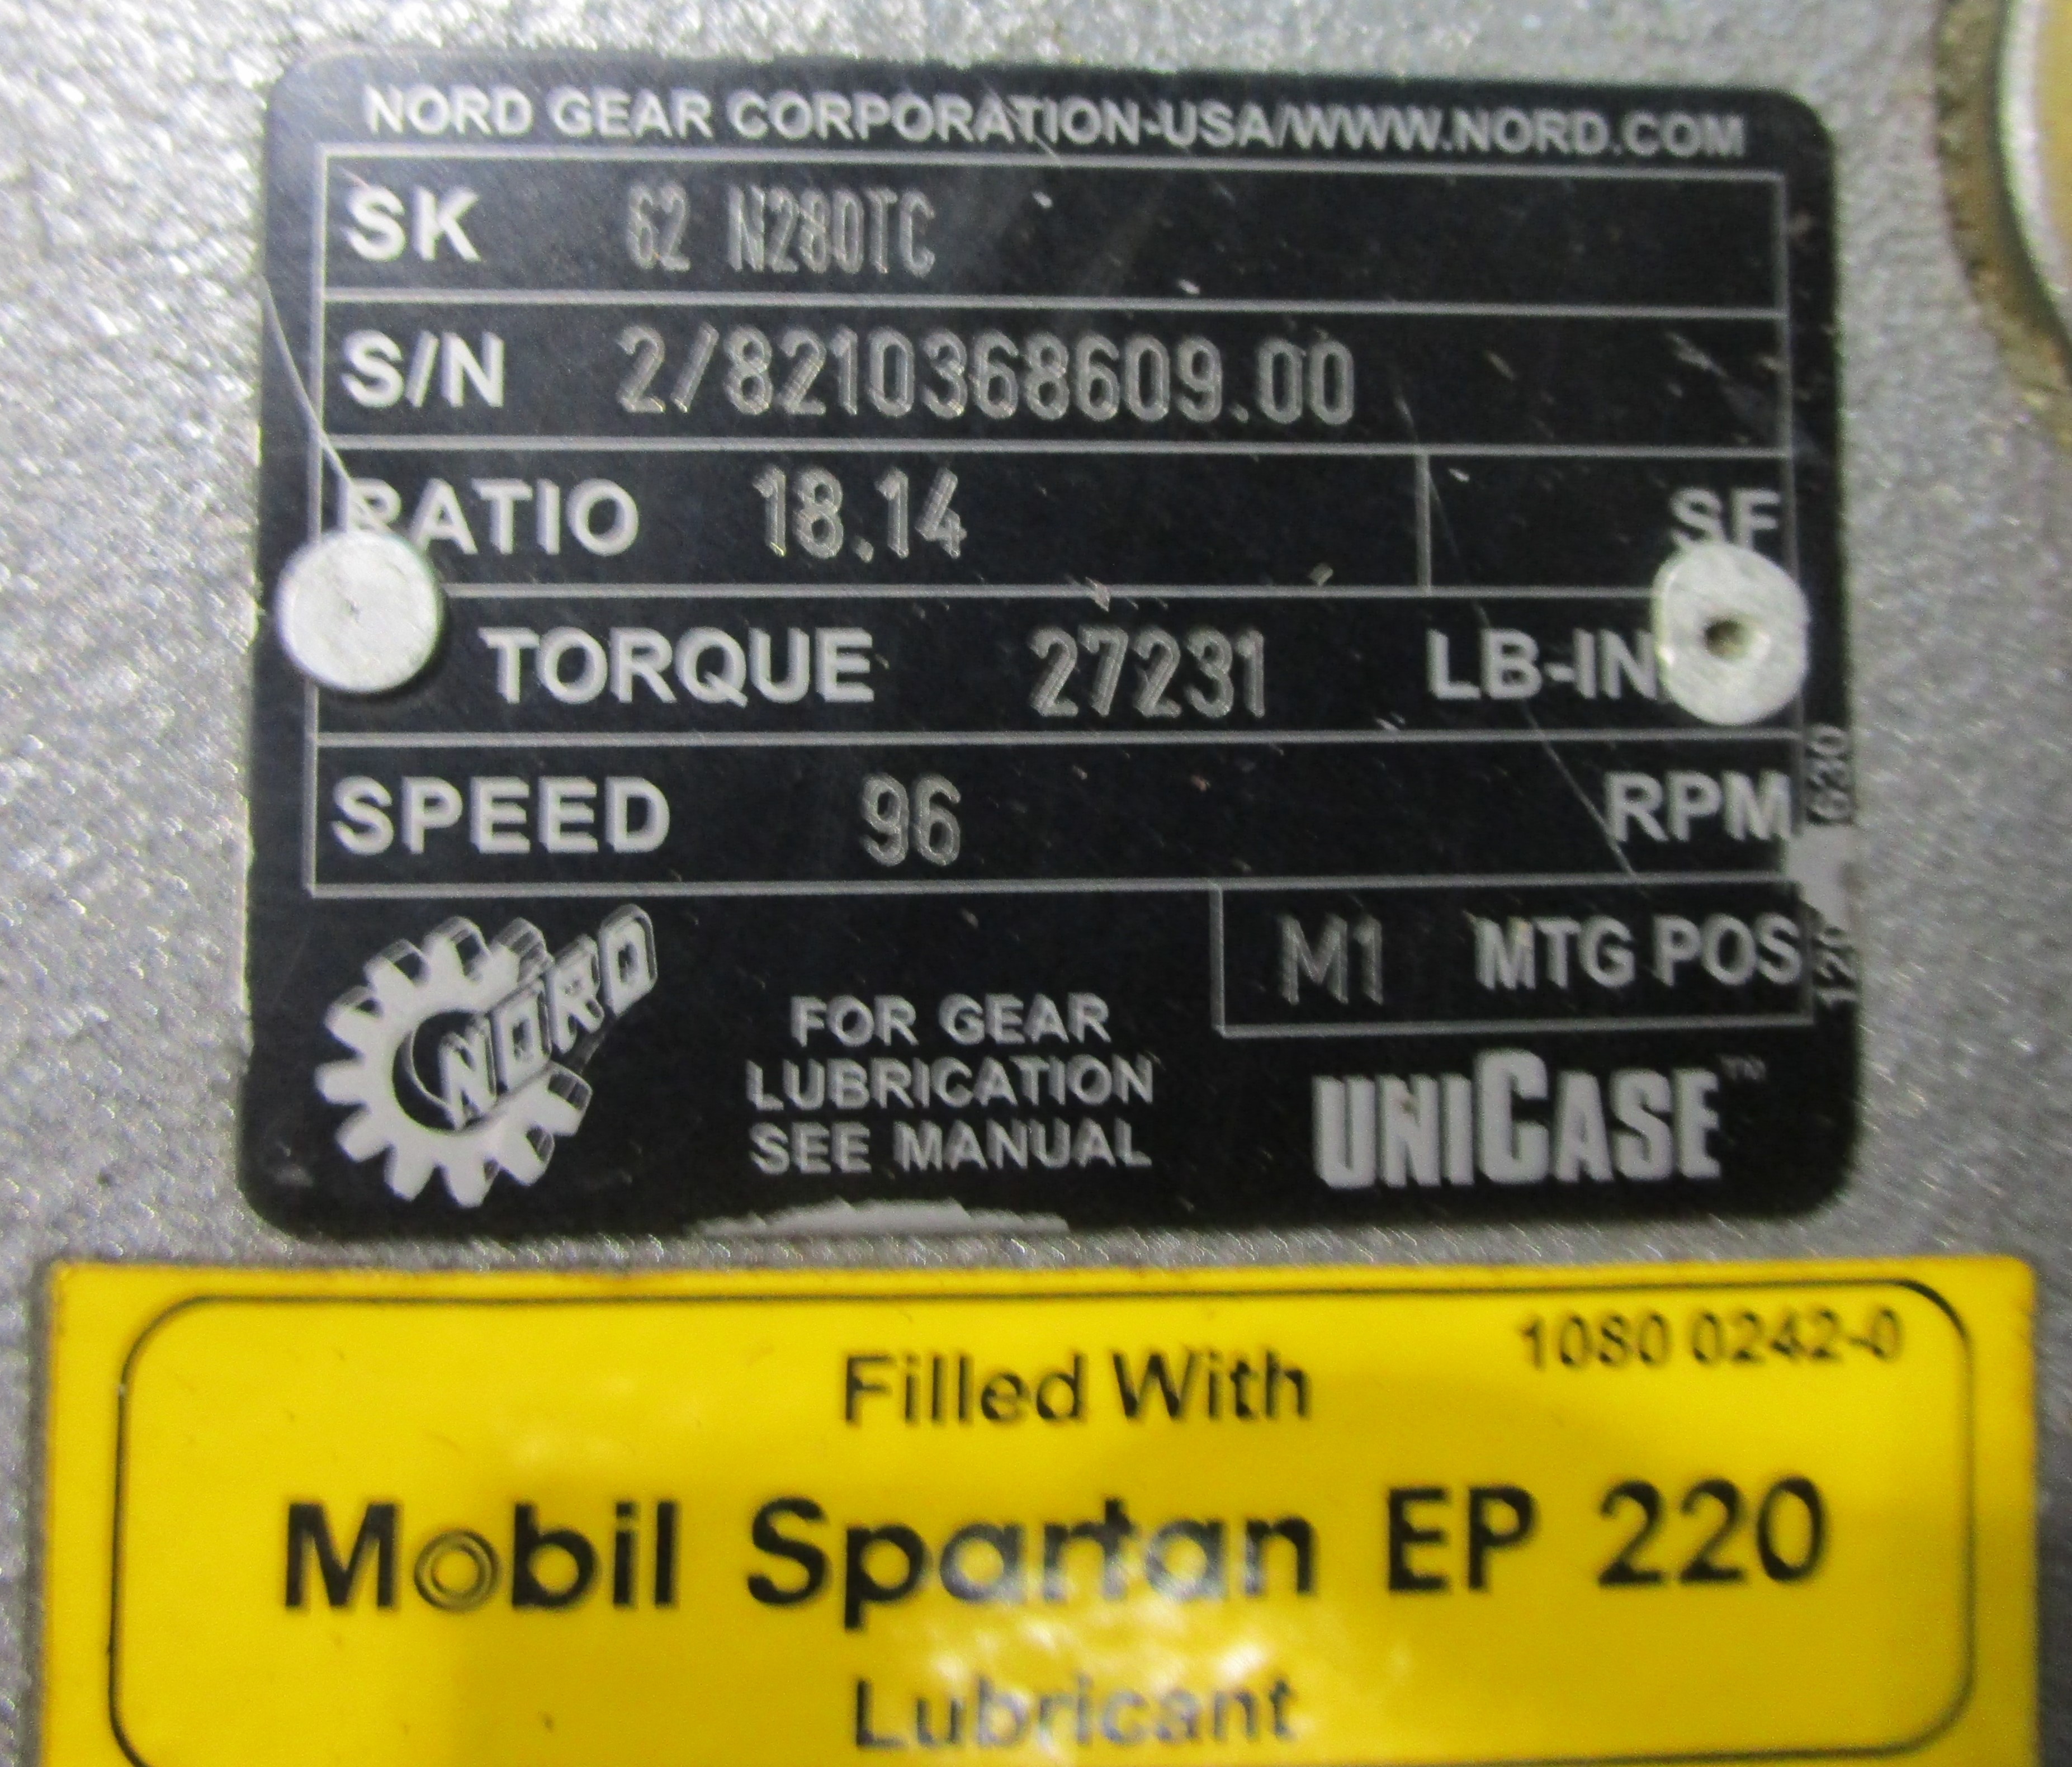 NORD GEAR CORPORATION-USA/WWW.NORD.COM
SK 62 N280TC
S/N 2/8210368609.00
RATIO 18.14 SF
TORQUE 27231 LB-IN
SPEED 96 RPM
M1 MTG POS
NORD
FOR GEAR
LUBRICATION
SEE MANUAL
UNICASE™
1080 0242-0
Filled With
Mobil Spartan EP 220
Lubricant